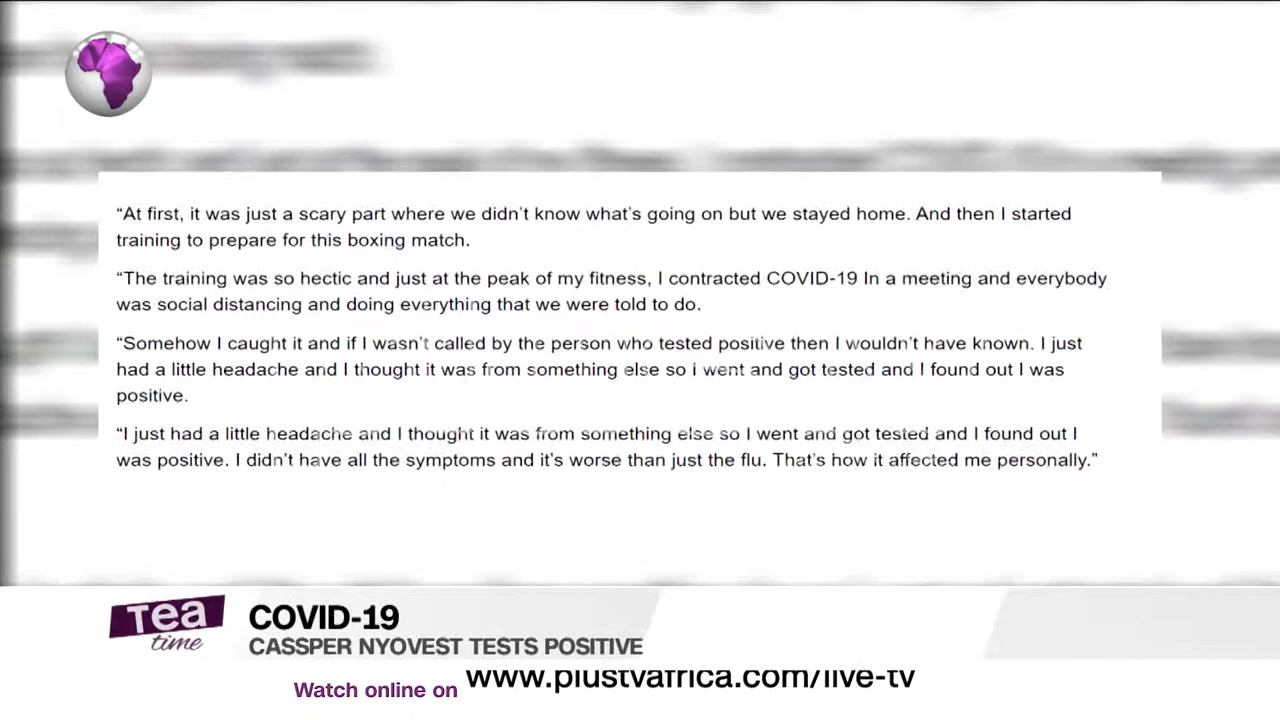 “At first, it was just a scary part where we didn't know what's going on but we stayed home. And then I started
training to prepare for this boxing match.
“The training was so hectic and just at the peak of my fitness, I contracted COVID-19 In a meeting and everybody
was social distancing and doing everything that we were told to do.
“Somehow I caught it and if I wasn't called by the person who tested positive then I wouldn't have known. I just
had a little headache and I thought it was from something else so i went and got tested and I found out I was
positive.
“I just had a little headache and I thought it was from something else so I went and got tested and I found out I
was positive. I didn't have all the symptoms and it's worse than just the flu. That's how it affected me personally.”
Tea
time
COVID-19
CASSPER NYOVEST TESTS POSITIVE
Watch online on www.plustvafrica.com/live-tv